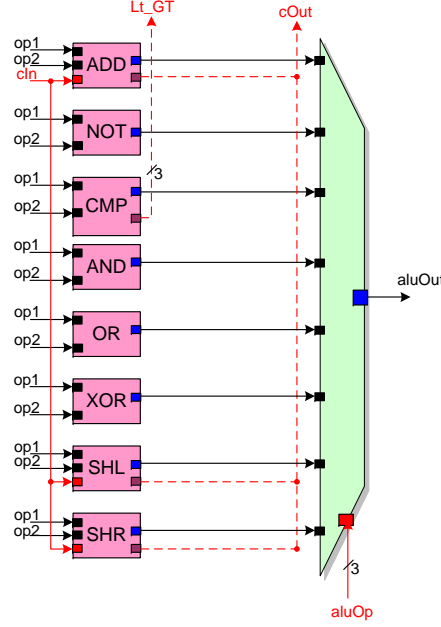 Lt_GT
cOut
op1
op2
cIn
ADD
op1
op2
NOT
op1
op2
CMP
3
op1
op2
AND
op1
op2
OR
op1
op2
XOR
op1
op2
SHL
op1
op2
SHR
aluOut
3
aluOp